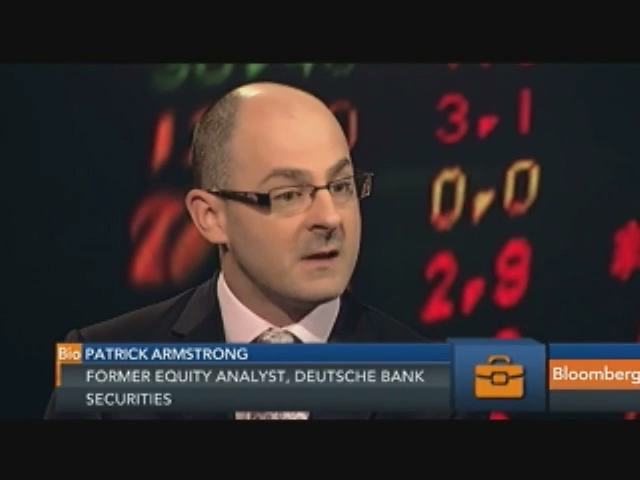 3,1
0,0
2,9
Bio PATRICK ARMSTRONG
FORMER EQUITY ANALYST, DEUTSCHE BANK
SECURITIES
Bloomberg